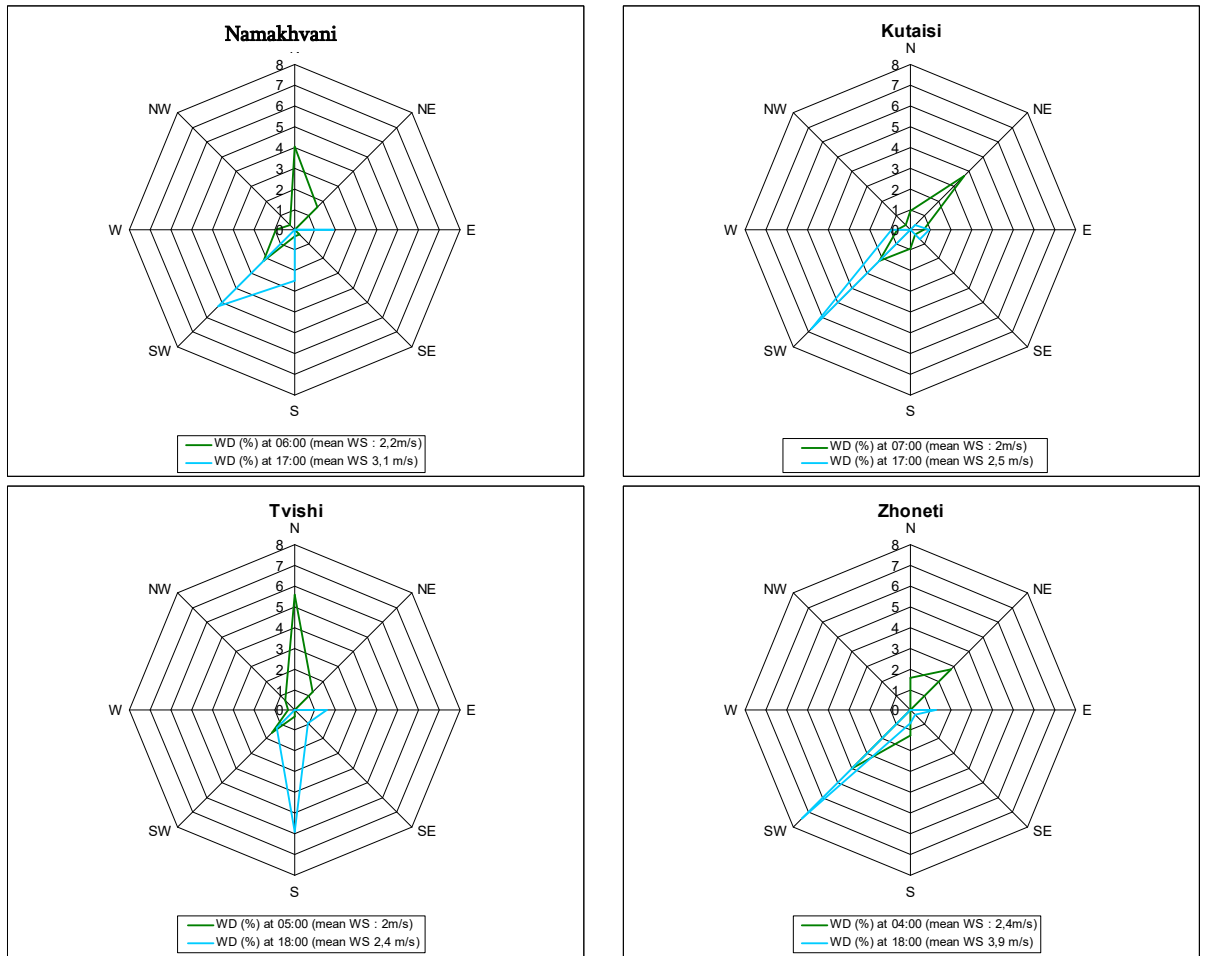 Namakhvani
8
7
6
5
4
3
2
1
0
NW
NE
W
E
SW
SE
S
WD (%) at 06:00 (mean WS : 2,2m/s)
WD (%) at 17:00 (mean WS 3,1 m/s)
Kutaisi
N
8
7
6
5
4
3
2
1
0
NW
NE
W
E
SW
SE
S
WD (%) at 07:00 (mean WS : 2m/s)
WD (%) at 17:00 (mean WS 2,5 m/s)
Tvishi
N
8
7
6
5
4
3
2
1
0
NW
NE
W
E
SW
SE
S
WD (%) at 05:00 (mean WS : 2m/s)
WD (%) at 18:00 (mean WS 2,4 m/s)
Zhoneti
N
8
7
6
5
4
3
2
1
0
NW
NE
W
E
SW
SE
S
WD (%) at 04:00 (mean WS : 2,4m/s)
WD (%) at 18:00 (mean WS 3,9 m/s)